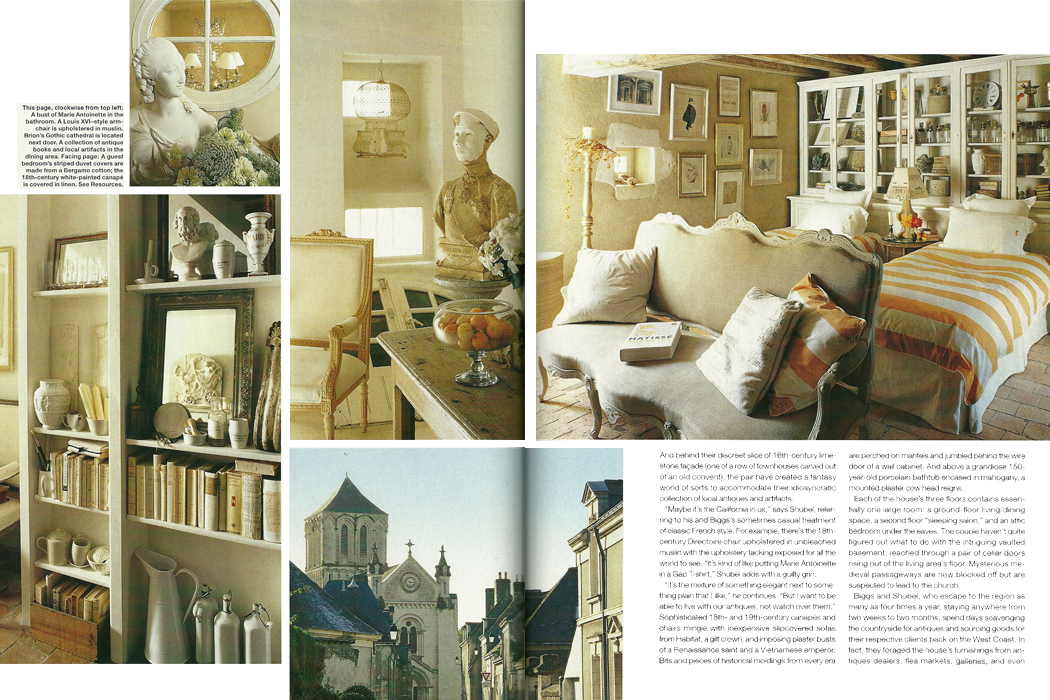 This page, clockwise from top left:
A bust of Marie Antoinette in the
bathroom. A Louis XVI–style arm-
chair is upholstered in muslin.
Brion's Gothic cathedral is located
next door. A collection of antique
books and local artifacts in the
dining area. Facing page: A guest
bedroom's striped duvet covers are
made from a Bergamo cotton; the
18th-century white-painted canapé
is covered in linen. See Resources.
MATISSE
And behind their discreet slice of 16th-century lime-
stone façade (one of a row of townhouses carved out
of an old convent), the pair have created a fantasy
world of sorts to accommodate their idiosyncratic
collection of local antiques and artifacts.
"Maybe it's the California in us," says Shubel, refer-
ring to his and Biggs's sometimes casual treatment
of classic French style. For example, there's the 18th-
century Directoire chair upholstered in unbleached
muslin with the upholstery tacking exposed for all the
world to see. "It's kind of like putting Marie Antoinette
in a Gap T-shirt," Shubel adds with a guilty grin.
"It's the mixture of something elegant next to some-
thing plain that I like," he continues. "But I want to be
able to live with our antiques, not watch over them."
Sophisticated 18th- and 19th-century canapés and
chairs mingle with inexpensive slipcovered sofas
from Habitat, a gilt crown, and imposing plaster busts
of a Renaissance saint and a Vietnamese emperor.
Bits and pieces of historical moldings from every era
are perched on mantels and jumbled behind the wire
door of a wall cabinet. And above a grandiose 150-
year-old porcelain bathtub encased in mahogany, a
mounted plaster cow head reigns.
Each of the house's three floors contains essen-
tially one large room: a ground-floor living/dining
space, a second floor "sleeping salon," and an attic
bedroom under the eaves. The couple haven't quite
figured out what to do with the intriguing vaulted
basement, reached through a pair of cellar doors
rising out of the living area's floor. Mysterious me-
dieval passageways are now blocked off but are
suspected to lead to the church.
Biggs and Shubel, who escape to the region as
many as four times a year, staying anywhere from
two weeks to two months, spend days scavenging
the countryside for antiques and sourcing goods for
their respective clients back on the West Coast. In
fact, they foraged the house's furnishings from an-
tiques dealers, flea markets, galleries, and even